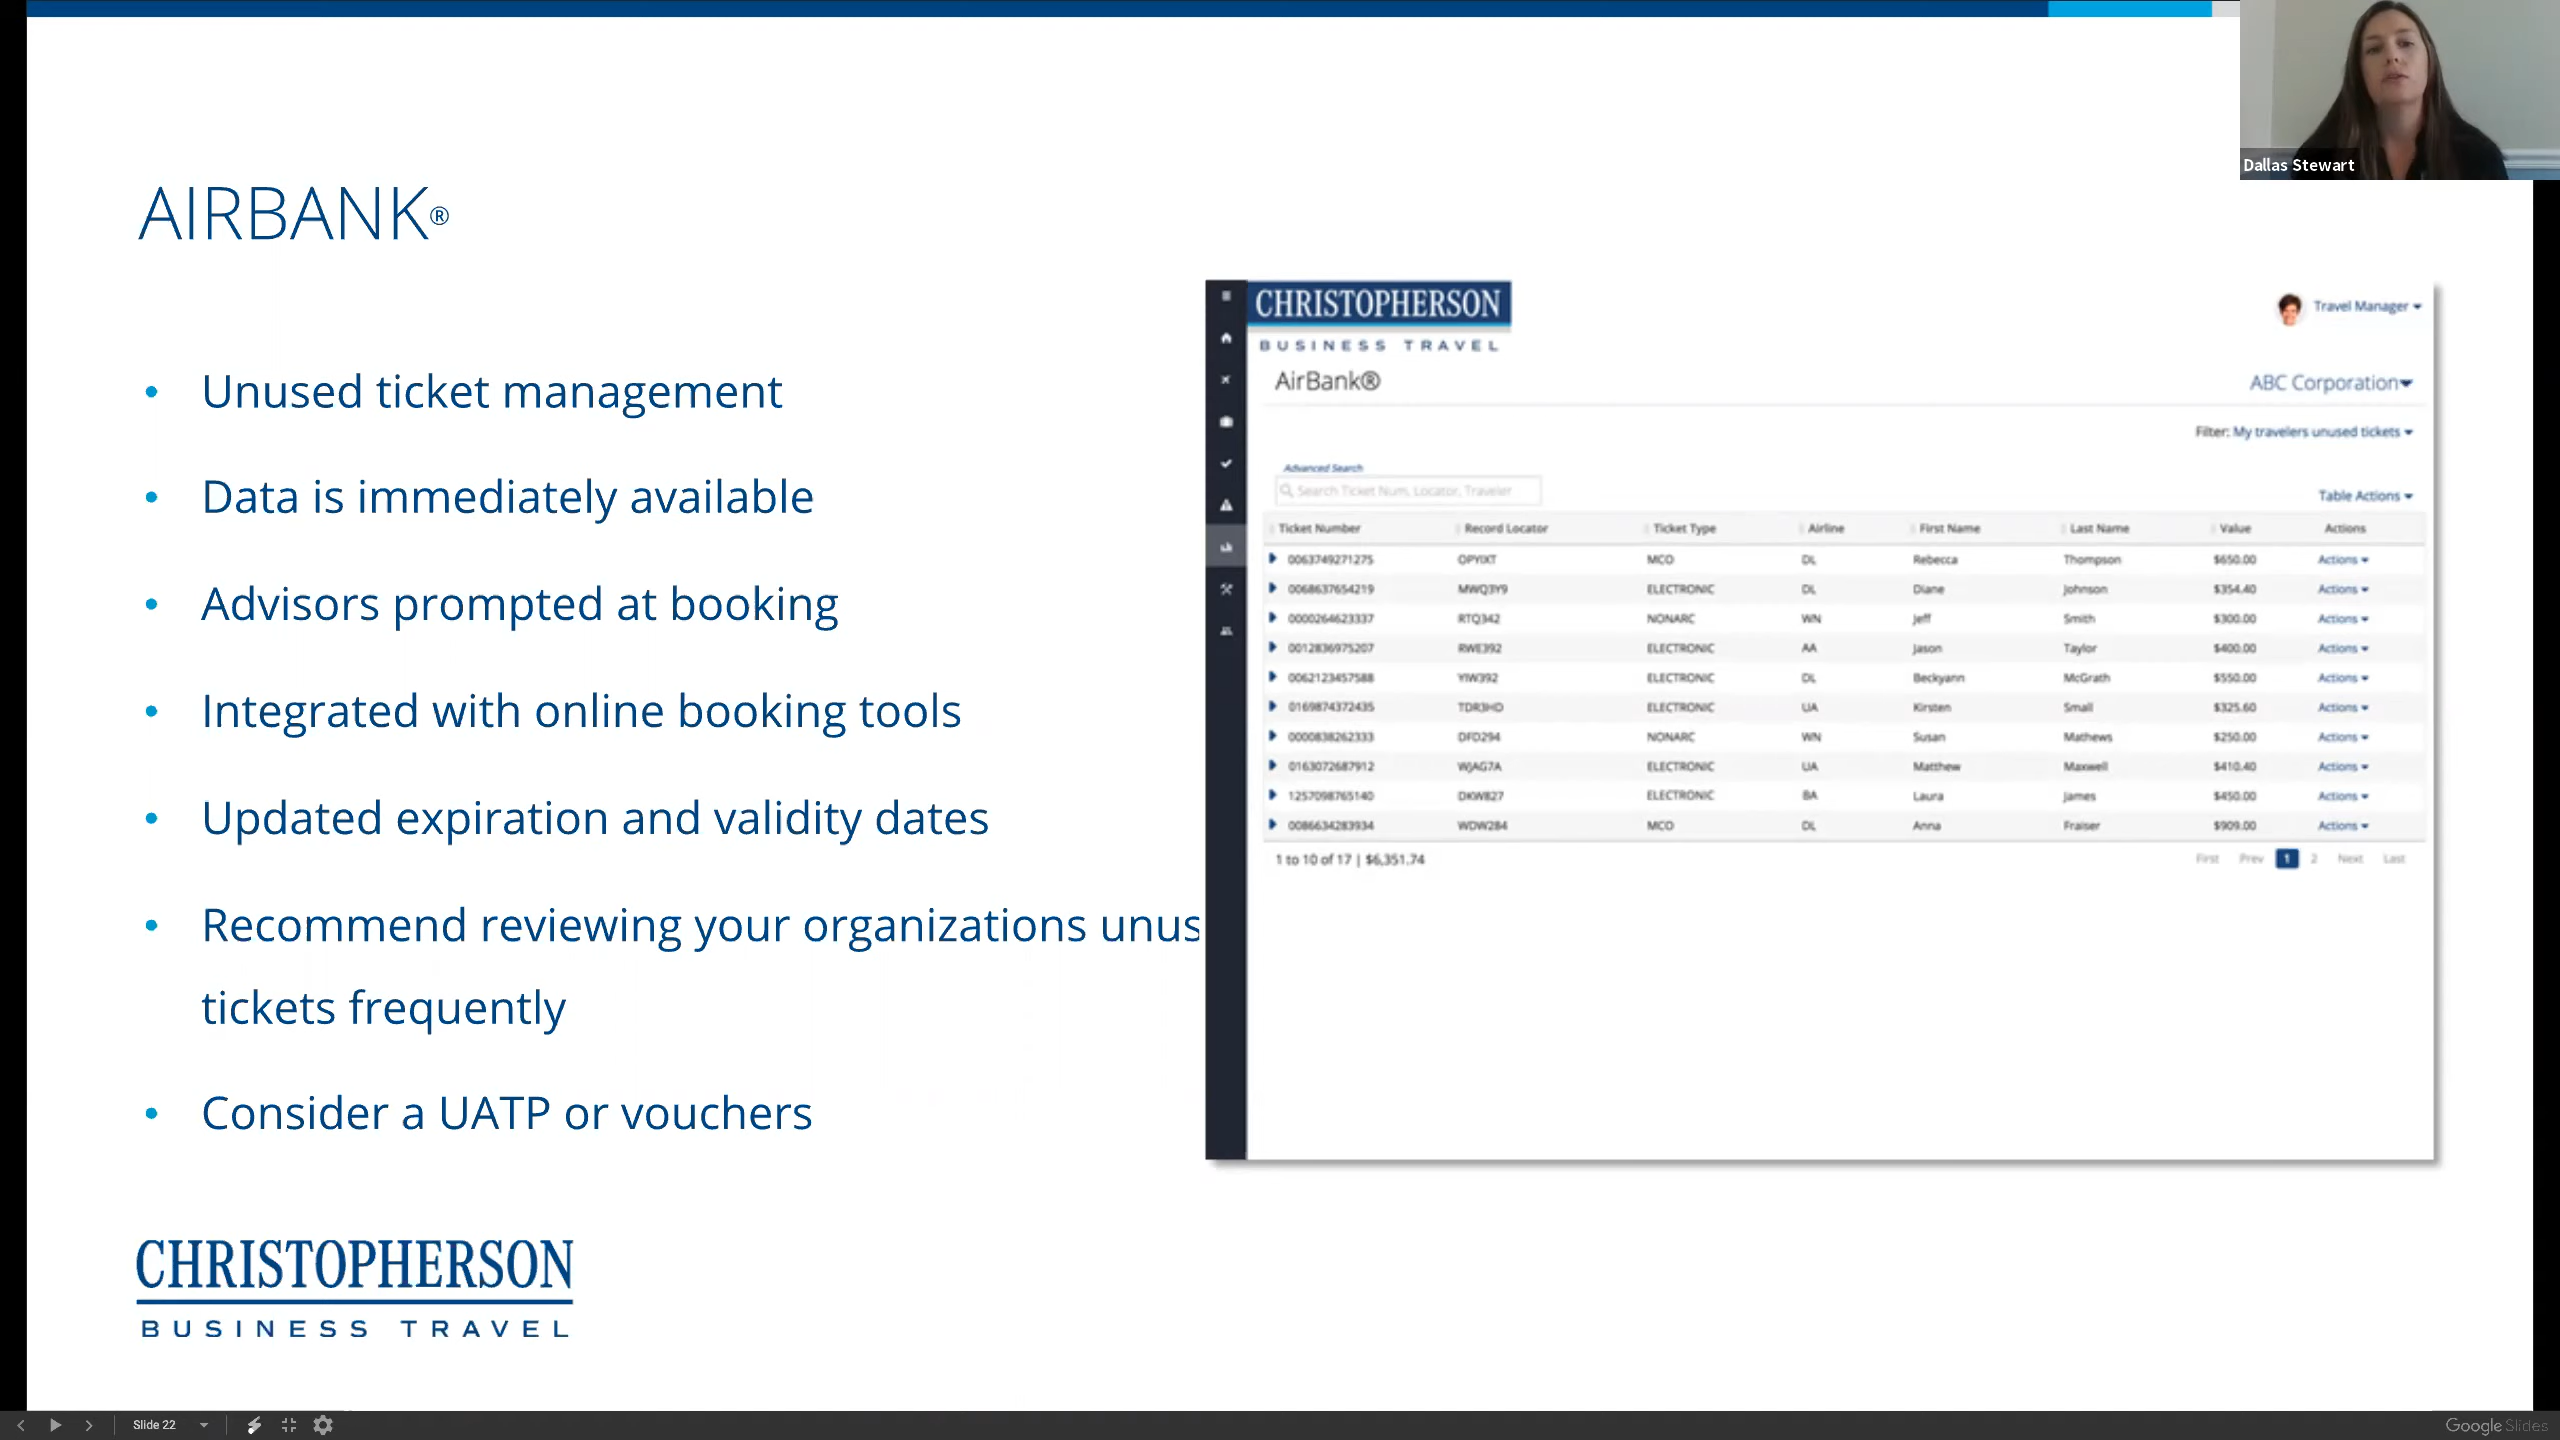 Dallas Stewart
AIRBANK®
• Unused ticket management
• Data is immediately available
• Advisors prompted at booking
• Integrated with online booking tools
• Updated expiration and validity dates
• Recommend reviewing your organizations unus
tickets frequently
• Consider a UATP or vouchers
CHRISTOPHERSON
BUSINESS TRAVEL
CHRISTOPHERSON
BUSINESS TRAVEL
Travel Manager
AirBank®
ABC Corporation
Filter: My travelers unused tickets
Advanced Search
Search Ticket Num, Locator, Traveler
Table Actions
Ticket Number Record Locator Ticket Type Airline First Name Last Name Value Actions
0063749271275 OPYIXT MCO DL Rebecca Thompson $650.00 Actions
0068637654219 MWQ3Y9 ELECTRONIC DL Diane Johnson $354.40 Actions
0000264623337 RTQ342 NONARC WN Jeff Smith $300.00 Actions
0012836975207 RWE392 ELECTRONIC AA Jason Taylor $400.00 Actions
0062123457588 YIW392 ELECTRONIC DL Beckyann McGrath $550.00 Actions
0169874372435 TDR3HD ELECTRONIC UA Kirsten Small $325.60 Actions
0000838262333 DFD294 NONARC WN Susan Mathews $250.00 Actions
0163072687912 WJAG7A ELECTRONIC UA Matthew Maxwell $410.40 Actions
1257098765140 DKW827 ELECTRONIC BA Laura James $450.00 Actions
0086634283934 WDW284 MCO DL Anna Fraiser $909.00 Actions
1 to 10 of 17 | $6,351.74
First Prev 1 2 Next Last
Slide 22
Google Slides